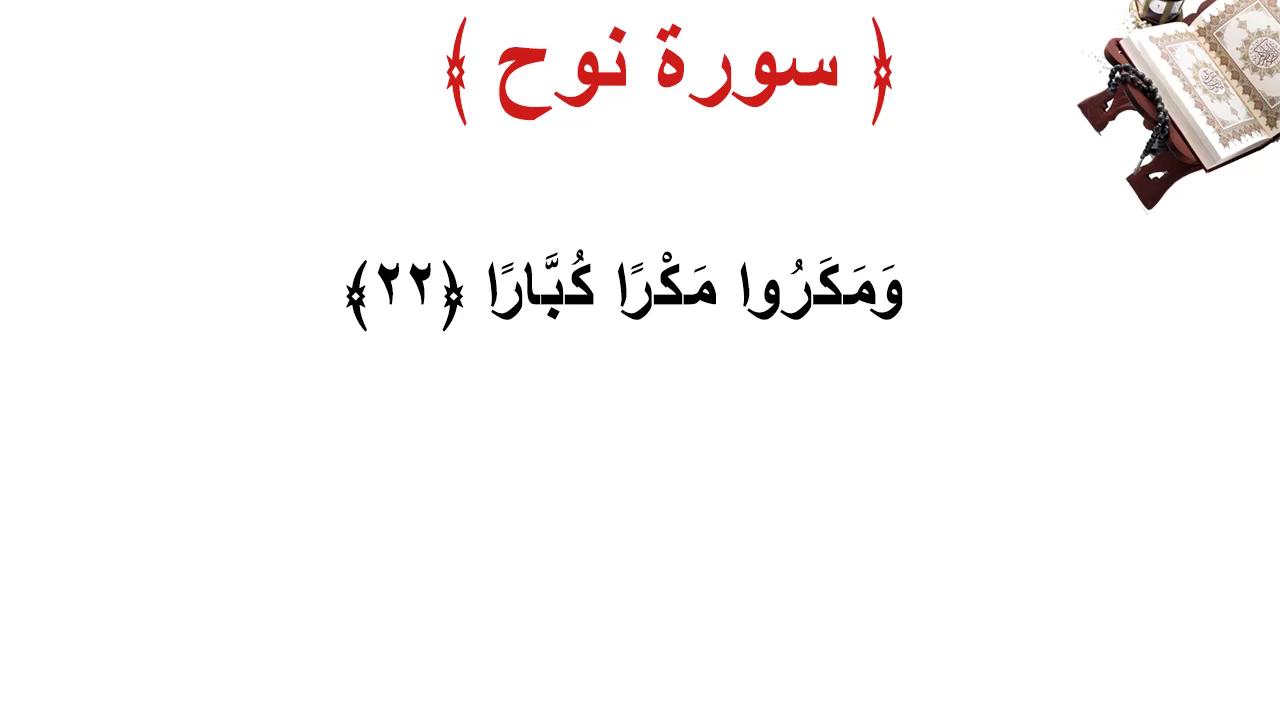 ﴿ سورة نوح ﴾
وَمَكَرُوا مَكْرًا كُبَّارًا ﴿٢٢﴾